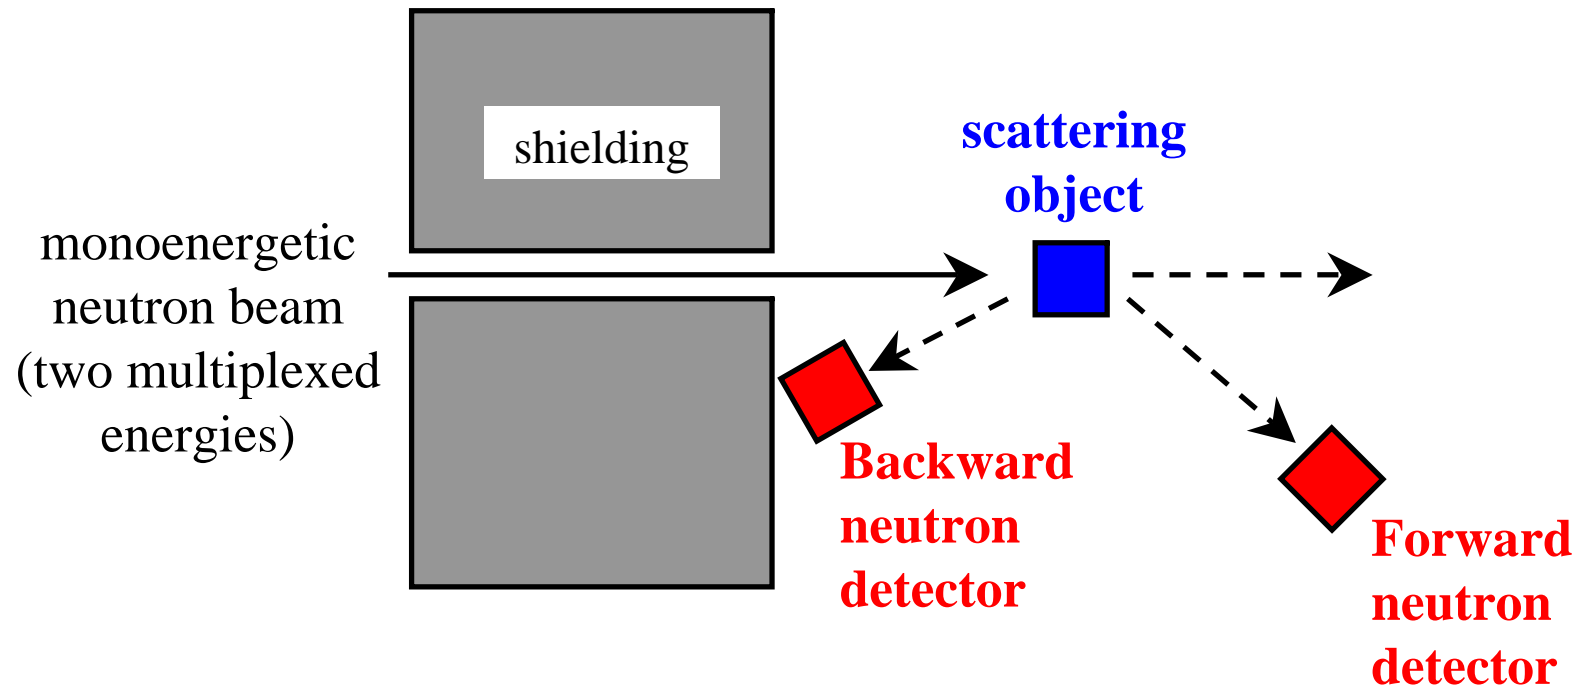 shielding
scattering
object
monoenergetic
neutron beam
(two multiplexed
energies)
Backward
neutron
detector
Forward
neutron
detector